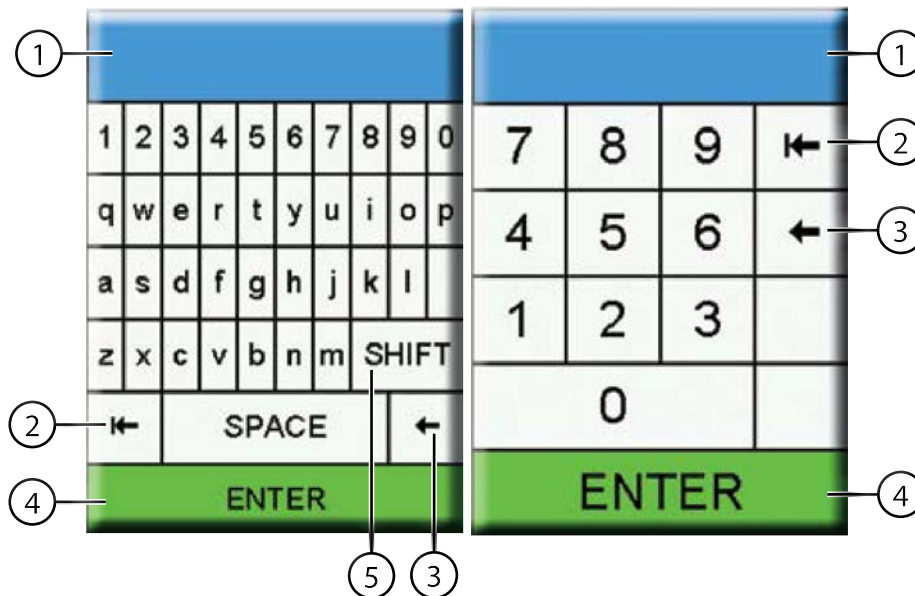 1
1 2 3 4 5 6 7 8 9 0
q w e r t y u i o p
a s d f g h j k l
z x c v b n m SHIFT
2
SPACE
4
ENTER
5
3
1
7 8 9
2
4 5 6
3
1 2 3
0
ENTER
4